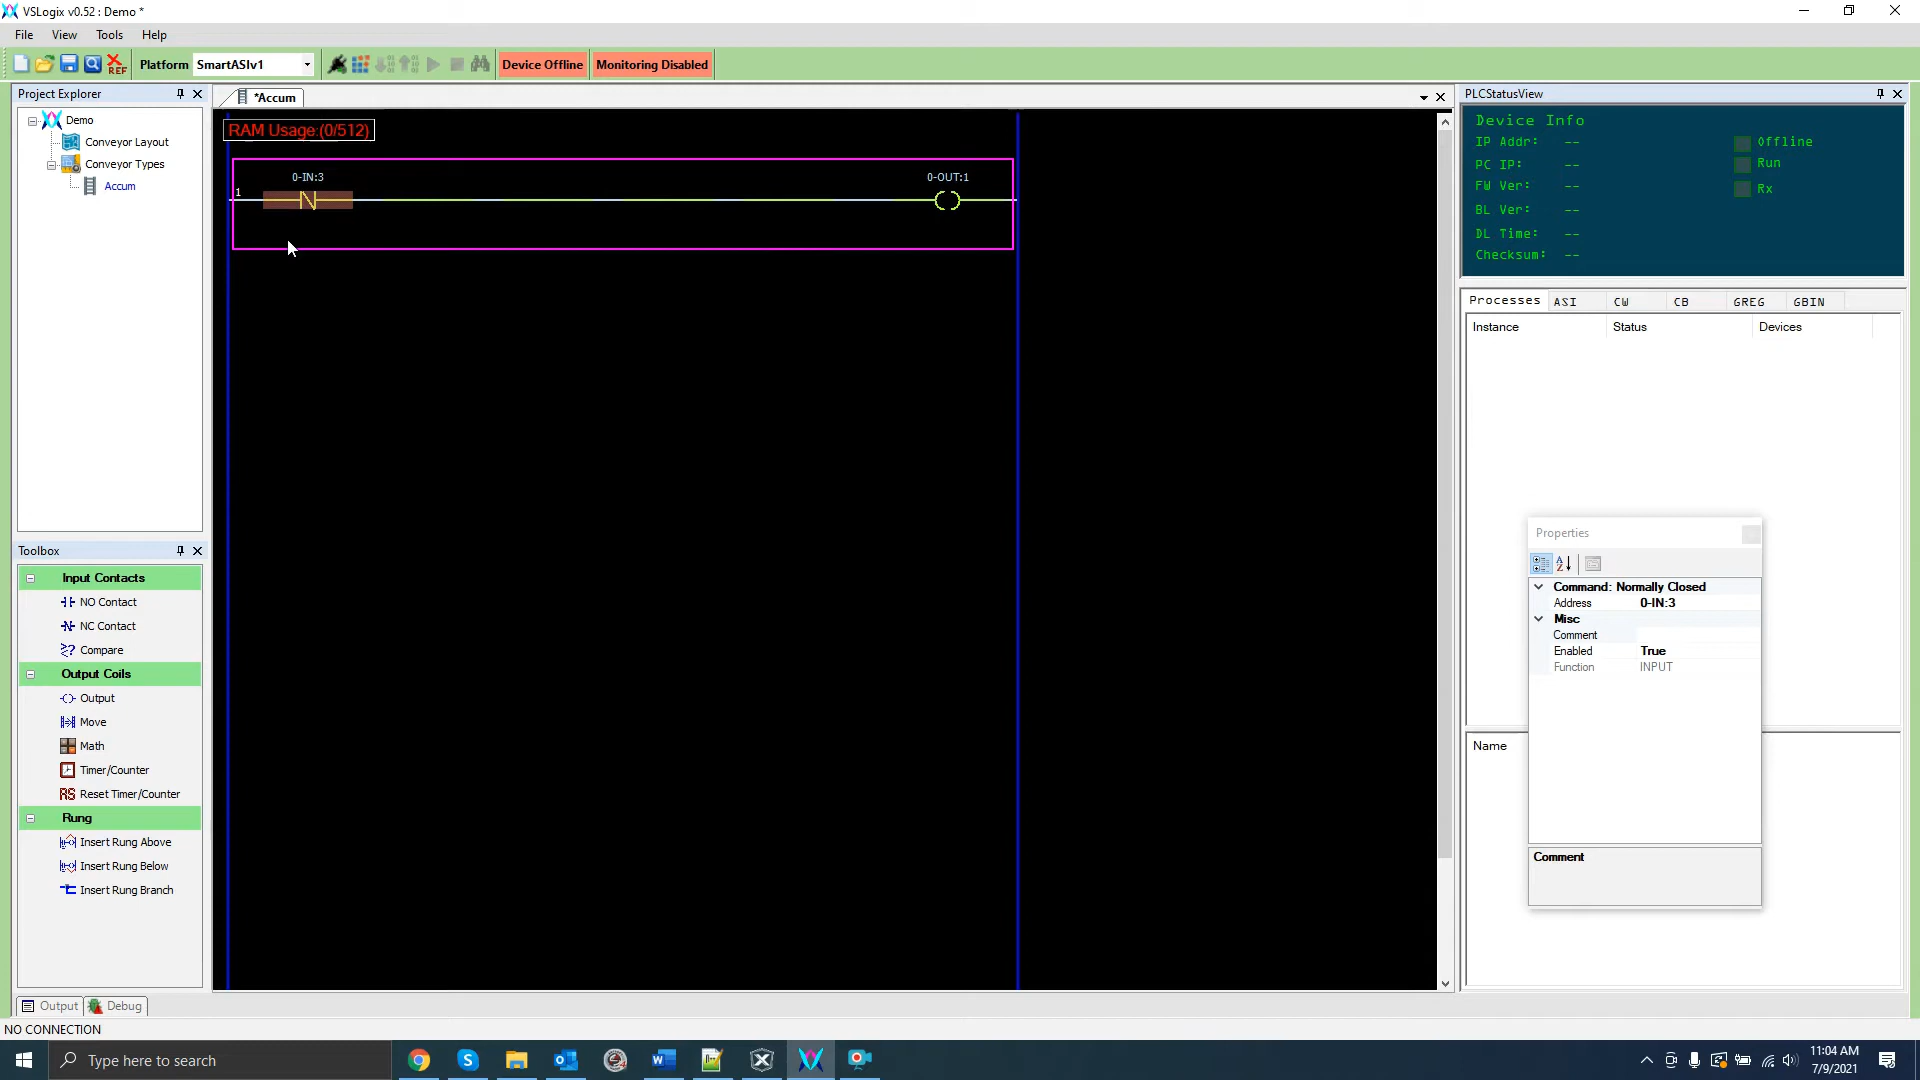 VSLogix v0.52 : Demo *
File View Tools Help
REF
Platform SmartASIv1 Device Offline Monitoring Disabled
Project Explorer
Demo
Conveyor Layout
Conveyor Types
Accum
Toolbox
Input Contacts
NO Contact
NC Contact
Compare
Output Coils
Output
Move
Math
Timer/Counter
RS Reset Timer/Counter
Rung
Insert Rung Above
Insert Rung Below
Insert Rung Branch
Output Debug
*Accum
RAM Usage:(0/512)
0-IN:3 0-OUT:1
1
PLCStatusView
Device Info
IP Addr: -- Offline
PC IP: -- Run
FW Ver: -- Rx
BL Ver: --
DL Time: --
Checksum: --
Processes ASI CW CB GREG GBIN
Instance Status Devices
Name
Properties
Command: Normally Closed
Address 0-IN:3
Misc
Comment
Enabled True
Function INPUT
Comment
NO CONNECTION
Type here to search
11:04 AM
7/9/2021